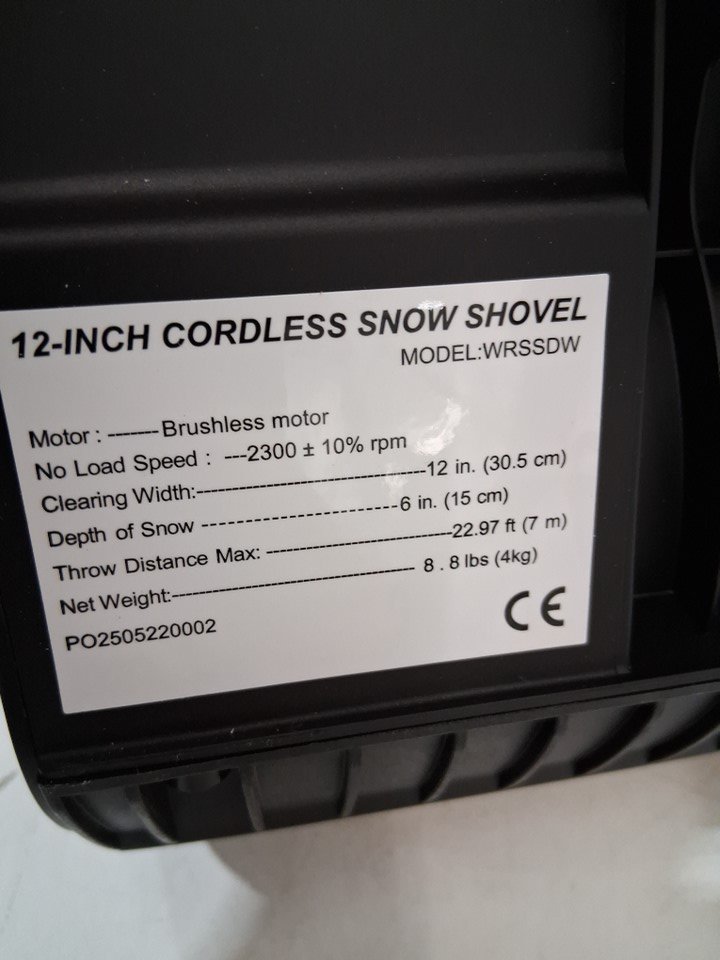 12-INCH CORDLESS SNOW SHOVEL
MODEL:WRSSDW
Motor : -------Brushless motor
No Load Speed : ---2300 ± 10% rpm
Clearing Width:-----------------------------12 in. (30.5 cm)
Depth of Snow ------------------------6 in. (15 cm)
Throw Distance Max: -----------------------22.97 ft (7 m)
Net Weight:------------------------------ 8 . 8 lbs (4kg)
PO2505220002
CE